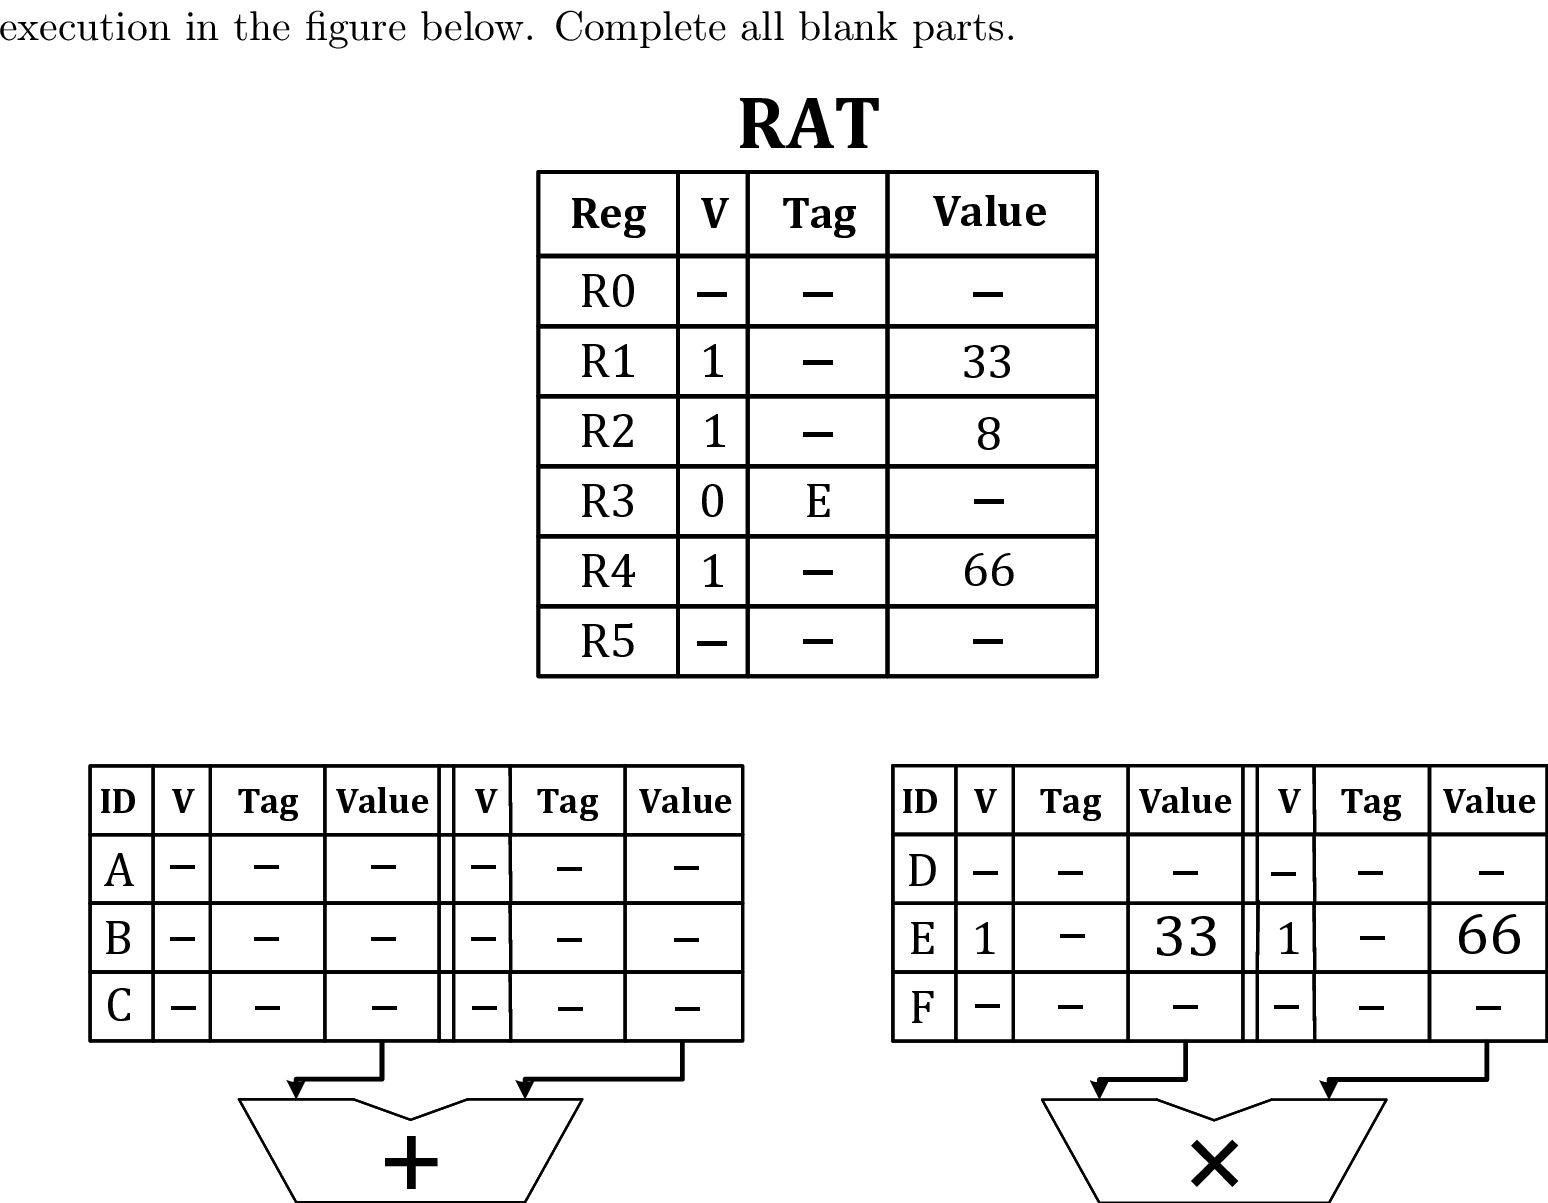 execution in the figure below. Complete all blank parts.
RAT
Reg V Tag Value
R0 – – –
R1 1 – 33
R2 1 – 8
R3 0 E –
R4 1 – 66
R5 – – –
ID V Tag Value V Tag Value
A – – – – – –
B – – – – – –
C – – – – – –
+
ID V Tag Value V Tag Value
D – – – – – –
E 1 – 33 1 – 66
F – – – – – –
×